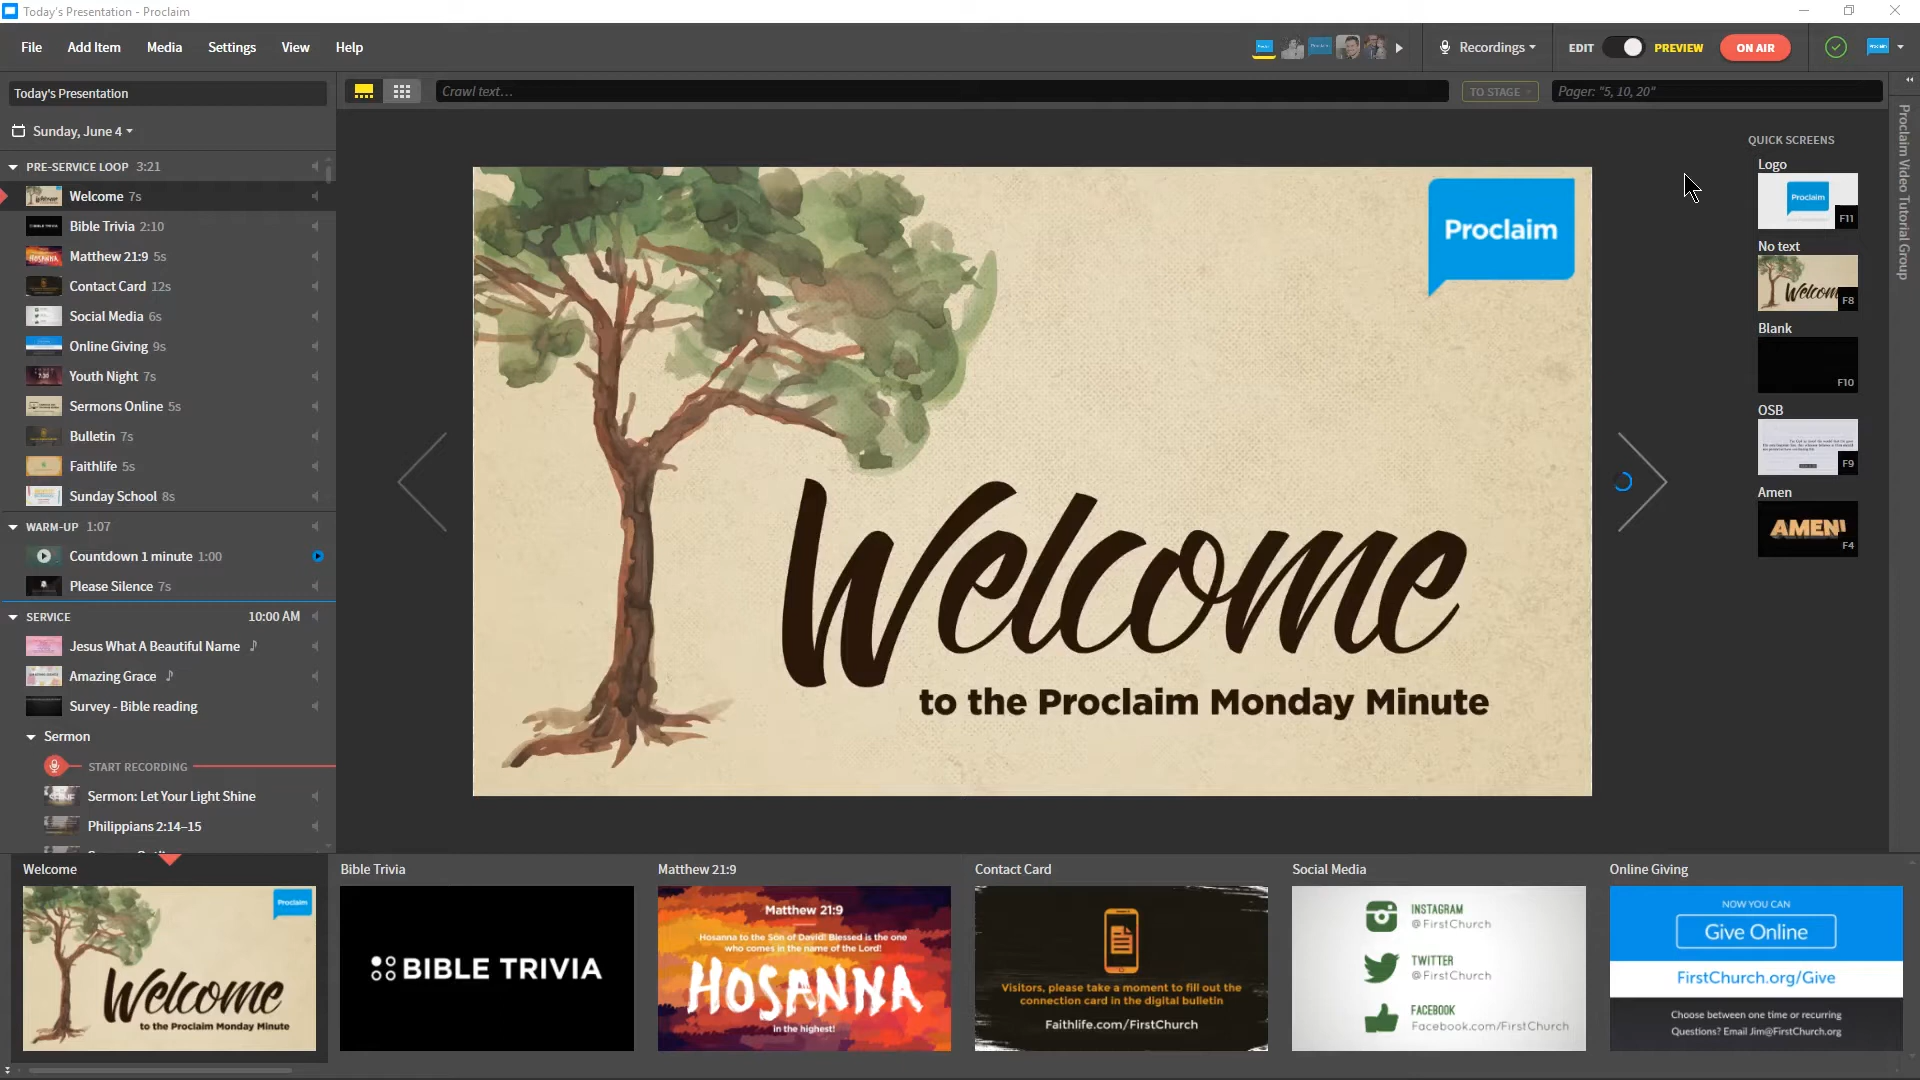 Today's Presentation - Proclaim
File Add Item Media Settings View Help
Recordings
EDIT PREVIEW ON AIR
Today's Presentation
Crawl text...
TO STAGE
Pager: "5, 10, 20"
Sunday, June 4
PRE-SERVICE LOOP 3:21
Welcome 7s
Bible Trivia 2:10
Matthew 21:9 5s
Contact Card 12s
Social Media 6s
Online Giving 9s
Youth Night 7s
Sermons Online 5s
Bulletin 7s
Faithlife 5s
Sunday School 8s
WARM-UP 1:07
Countdown 1 minute 1:00
Please Silence 7s
SERVICE 10:00 AM
Jesus What A Beautiful Name
Amazing Grace
Survey - Bible reading
Sermon
START RECORDING
Sermon: Let Your Light Shine
Philippians 2:14–15
Proclaim
Welcome
to the Proclaim Monday Minute
QUICK SCREENS
Logo
Proclaim
F11
No text
Welcome
F8
Blank
F10
OSB
F9
Amen
AMEN!
F4
Proclaim Video Tutorial Group
Welcome
Proclaim
Welcome
to the Proclaim Monday Minute
Bible Trivia
BIBLE TRIVIA
Matthew 21:9
Matthew 21:9
Hosanna to the Son of David! Blessed is the one
who comes in the name of the Lord!
HOSANNA
in the highest!
Contact Card
Visitors, please take a moment to fill out the
connection card in the digital bulletin
Faithlife.com/FirstChurch
Social Media
INSTAGRAM
@FirstChurch
TWITTER
@FirstChurch
FACEBOOK
Facebook.com/FirstChurch
Online Giving
NOW YOU CAN
Give Online
FirstChurch.org/Give
Choose between one time or recurring
Questions? Email Jim@FirstChurch.org